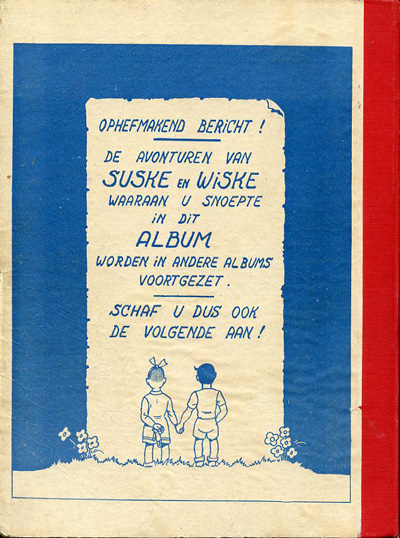 OPHEFMAKEND BERICHT !
DE AVONTUREN VAN
SUSKE EN WiSKE
WAARAAN U SNOEPTE
iN DiT
ALBUM
WORDEN iN ANDERE ALBUMS
VOORTGEZET.
SCHAF U DUS OOK
DE VOLGENDE AAN !